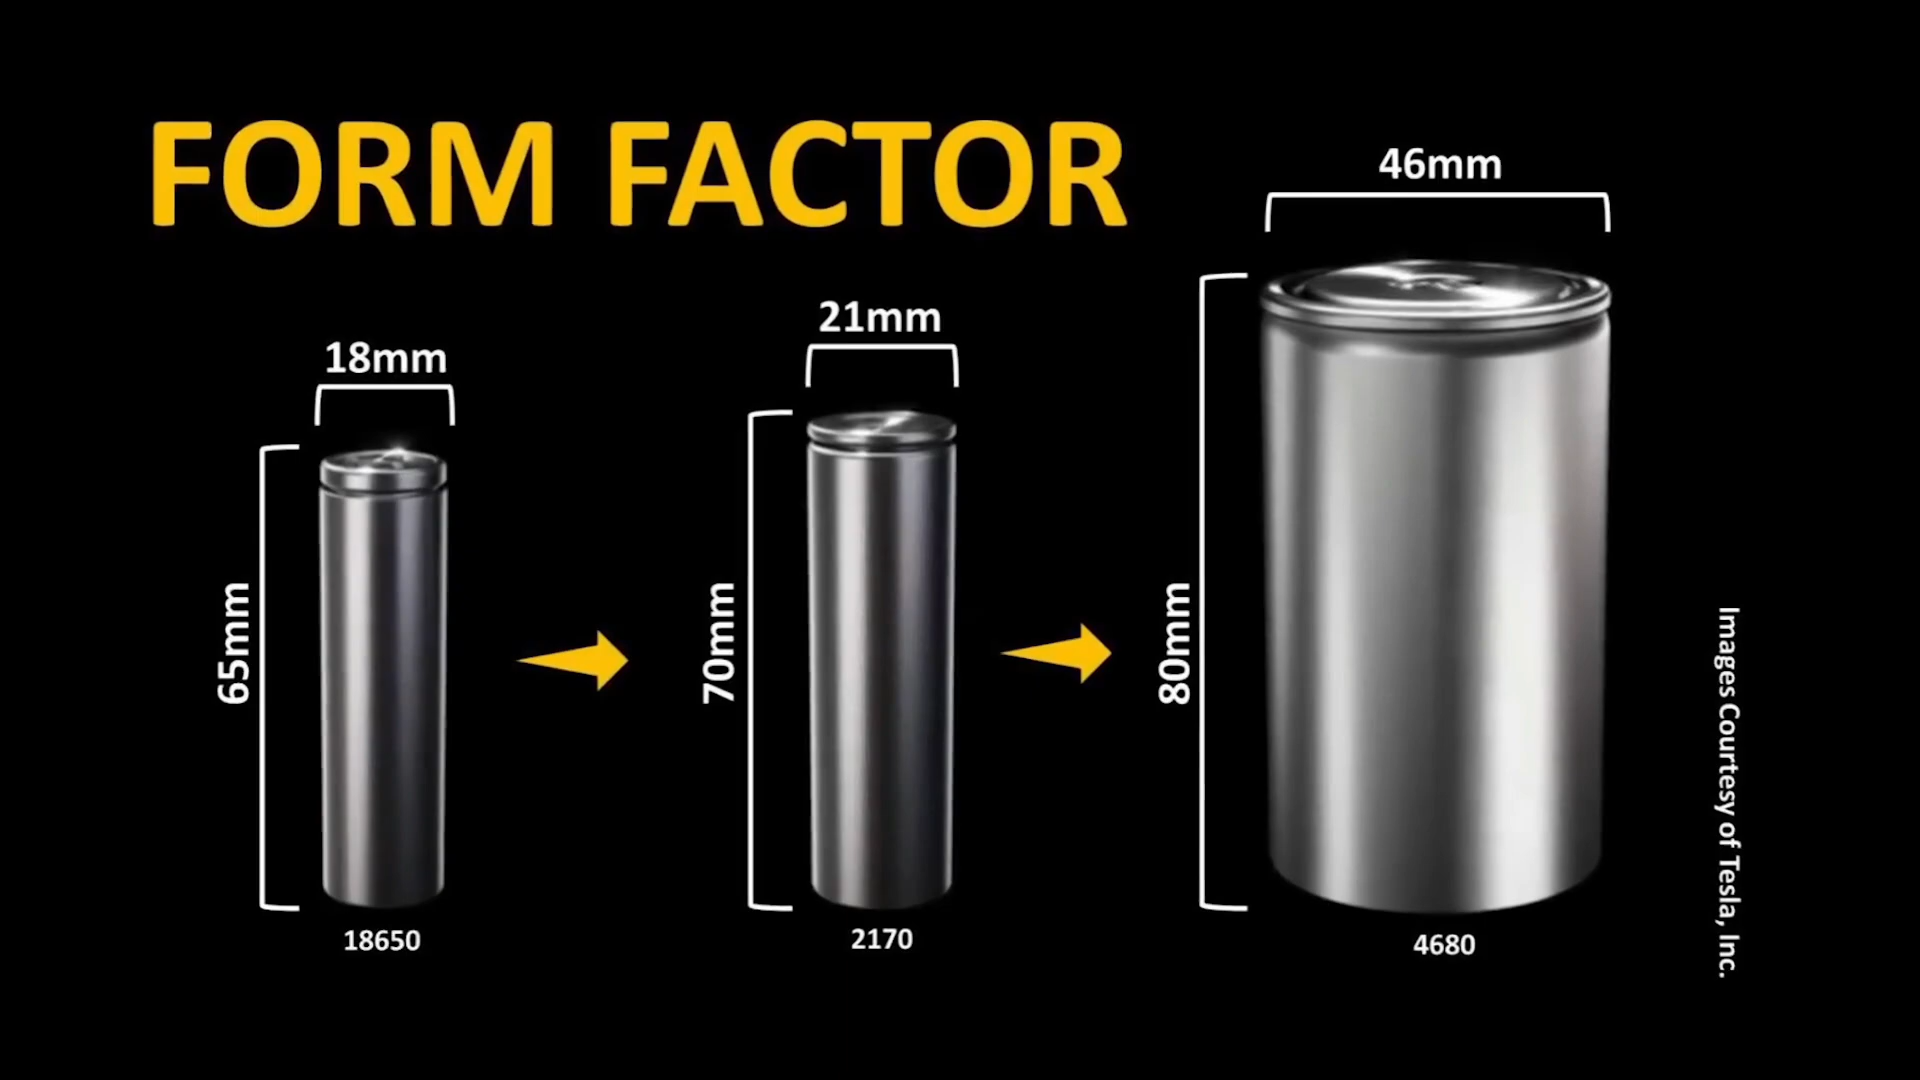 FORM FACTOR
18mm
65mm
18650
21mm
70mm
2170
46mm
80mm
4680
Images Courtesy of Tesla, Inc.